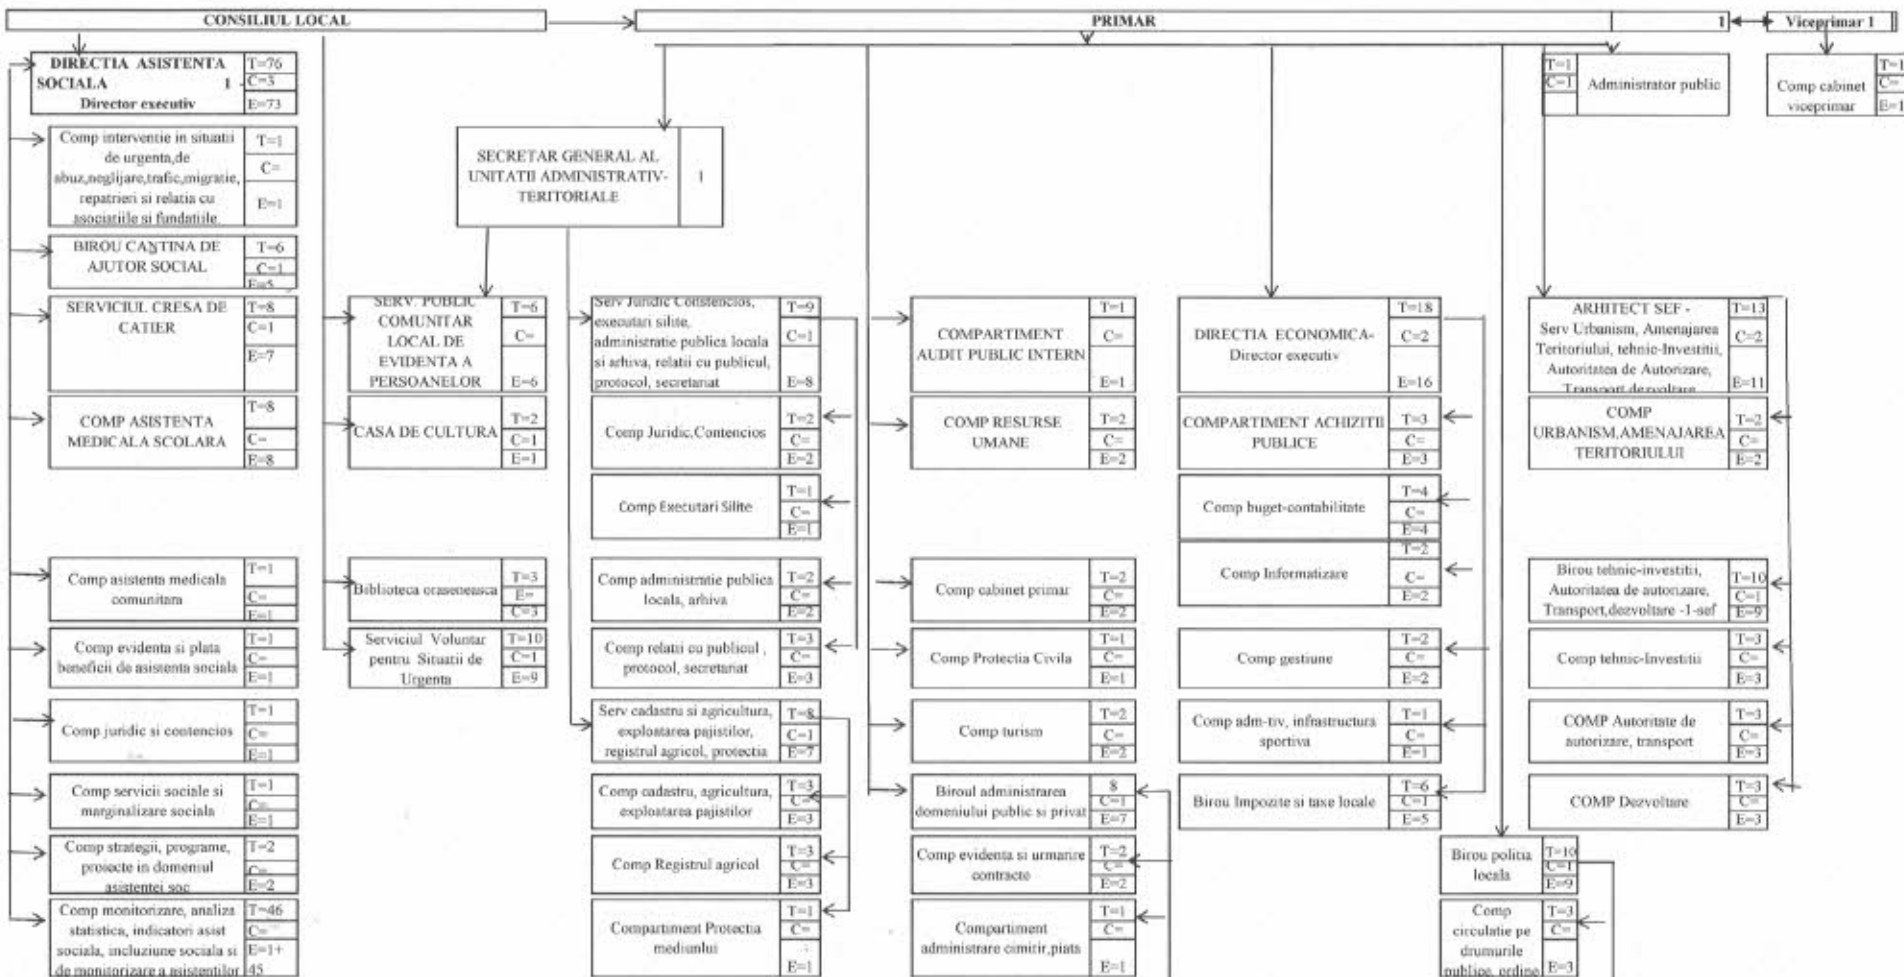 CONSILIUL LOCAL
PRIMAR 1
Viceprimar 1
DIRECTIA ASISTENTA
SOCIALA 1
Director executiv
T=76
C=3
E=73
T=1
C=1
Administrator public
Comp cabinet
viceprimar
T=1
C=
E=1
Comp interventie in situatii
de urgenta,de
abuz,neglijare,trafic,migratie,
repatrieri si relatia cu
asociatiile si fundatiile
T=1
C=
E=1
SECRETAR GENERAL AL
UNITATII ADMINISTRATIV-
TERITORIALE
1
BIROU CANTINA DE
AJUTOR SOCIAL
T=6
C=1
E=5
SERVICIUL CRESA DE
CATIER
T=8
C=1
E=7
SERV. PUBLIC
COMUNITAR
LOCAL DE
EVIDENTA A
PERSOANELOR
T=6
C=
E=6
Serv Juridic Constencios,
executari silite,
administratie publica locala
si arhiva, relatii cu publicul,
protocol, secretariat
T=9
C=1
E=8
COMPARTIMENT
AUDIT PUBLIC INTERN
T=1
C=
E=1
DIRECTIA ECONOMICA-
Director executiv
T=18
C=2
E=16
ARHITECT SEF -
Serv Urbanism, Amenajarea
Teritoriului, tehnic-Investitii,
Autoritatea de Autorizare,
Transport dezvoltare
T=13
C=2
E=11
COMP ASISTENTA
MEDICALA SCOLARA
T=8
C=
E=8
CASA DE CULTURA
T=2
C=1
E=1
Comp Juridic,Contencios
T=2
C=
E=2
COMP RESURSE
UMANE
T=2
C=
E=2
COMPARTIMENT ACHIZITII
PUBLICE
T=3
C=
E=3
COMP
URBANISM,AMENAJAREA
TERITORIULUI
T=2
C=
E=2
Comp Executari Silite
T=1
C=
E=1
Comp buget-contabilitate
T=4
C=
E=4
Comp asistenta medicala
comunitara
T=1
C=
E=1
Biblioteca oraseneasca
T=3
E=
C=3
Comp administratie publica
locala, arhiva
T=2
C=
E=2
Comp cabinet primar
T=2
C=
E=2
Comp Informatizare
T=2
C=
E=2
Birou tehnic-investitii,
Autoritatea de autorizare,
Transport,dezvoltare -1-sef
T=10
C=1
E=9
Comp evidenta si plata
beneficii de asistenta sociala
T=1
C=
E=1
Serviciul Voluntar
pentru Situatii de
Urgenta
T=10
C=1
E=9
Comp relatii cu publicul ,
protocol, secretariat
T=3
C=
E=3
Comp Protectia Civila
T=1
C=
E=1
Comp gestiune
T=2
C=
E=2
Comp tehnic-Investitii
T=3
C=
E=3
Comp juridic si contencios
T=1
C=
E=1
Serv cadastru si agricultura,
exploatarea pajistilor,
registrul agricol, protectia
T=8
C=1
E=7
Comp turism
T=2
C=
E=2
Comp adm-tiv, infrastructura
sportiva
T=1
C=
E=1
COMP Autoritate de
autorizare, transport
T=3
C=
E=3
Comp servicii sociale si
marginalizare sociala
T=1
C=
E=1
Comp cadastru, agricultura,
exploatarea pajistilor
T=3
C=
E=3
Biroul administrarea
domeniului public si privat
8
C=1
E=7
Birou Impozite si taxe locale
T=6
C=1
E=5
COMP Dezvoltare
T=3
C=
E=3
Comp strategii, programe,
proiecte in domeniul
asistentei soc
T=2
C=
E=2
Comp Registrul agricol
T=3
C=
E=3
Comp evidenta si urmarire
contracte
T=2
C=
E=2
Birou politia
locala
T=10
C=1
E=9
Comp monitorizare, analiza
statistica, indicatori asist
sociala, incluziune sociala si
de monitorizare a asistentilor
T=46
C=
E=1+
45
Compartiment Protectia
mediului
T=1
C=
E=1
Compartiment
administrare cimitir,piata
T=1
C=
E=1
Comp
circulatie pe
drumurile
publice, ordine
T=3
C=
E=3